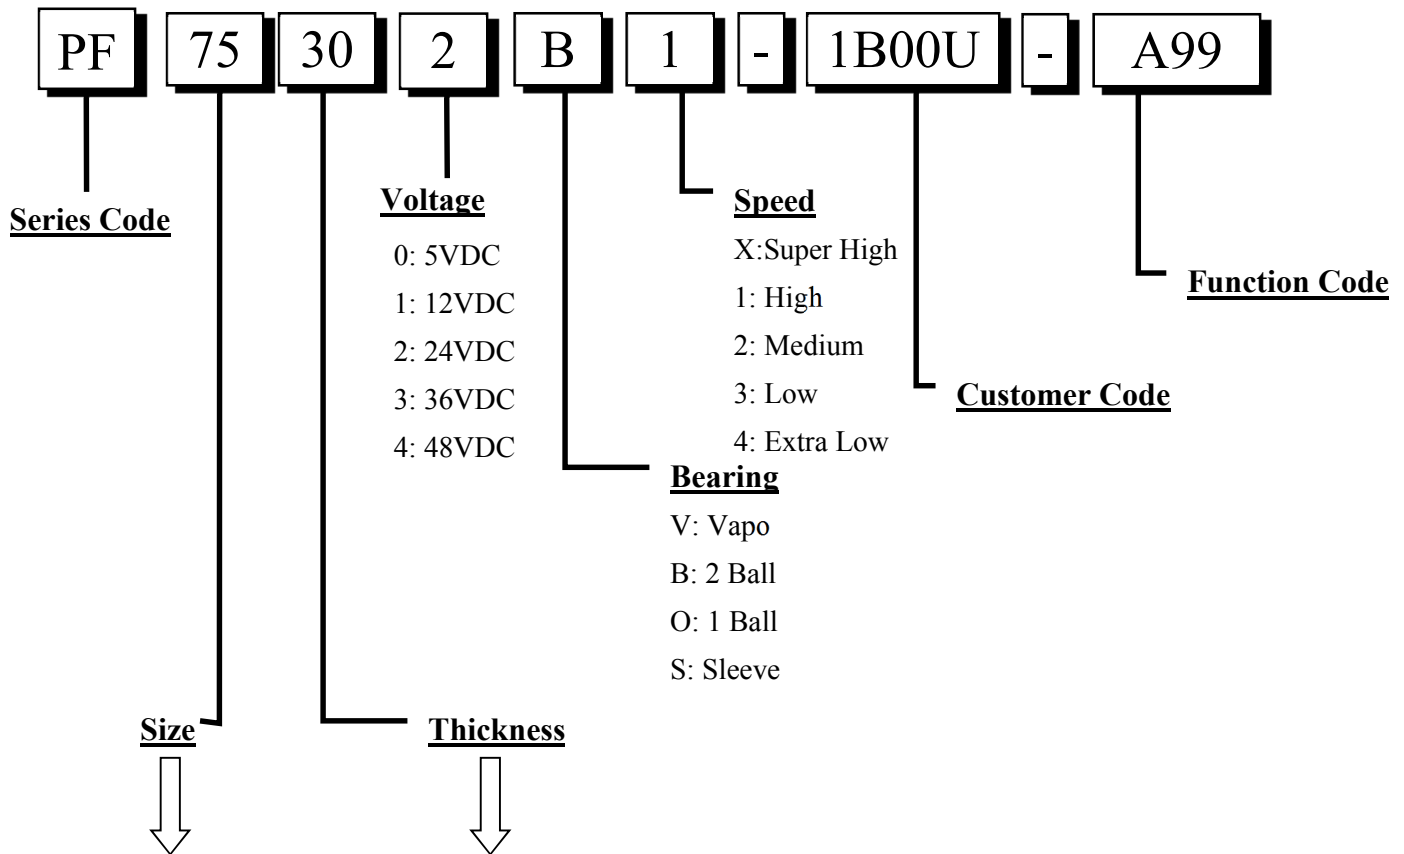 PF 75 30 2 B 1 - 1B00U - A99
Series Code
Voltage
0: 5VDC
1: 12VDC
2: 24VDC
3: 36VDC
4: 48VDC
Speed
X:Super High
1: High
2: Medium
3: Low
4: Extra Low
Function Code
Customer Code
Bearing
V: Vapo
B: 2 Ball
O: 1 Ball
S: Sleeve
Size
Thickness